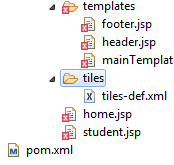 templates
footer.jsp
header.jsp
mainTemplat
tiles
tiles-def.xml
home.jsp
student.jsp
pom.xml